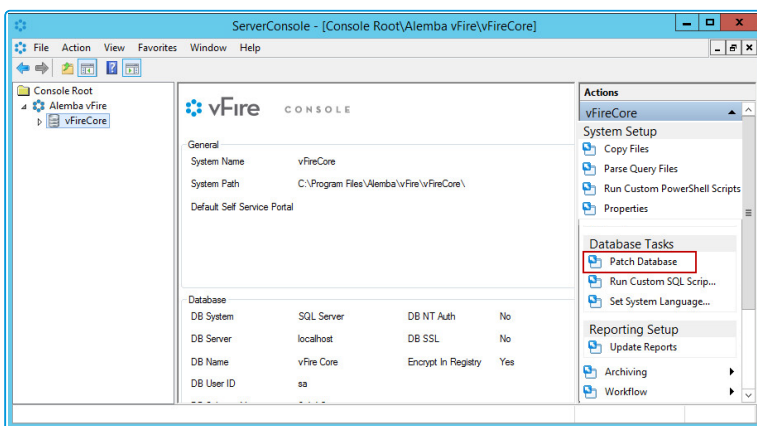 ServerConsole - [Console Root\Alemba vFire\vFireCore]
File Action View Favorites Window Help
Console Root
Alemba vFire
vFireCore
vFire CONSOLE
General
System Name vFireCore
System Path C:\Program Files\Alemba\vFire\vFireCore\
Default Self Service Portal
Database
DB System SQL Server DB NT Auth No
DB Server localhost DB SSL No
DB Name vFire Core Encrypt In Registry Yes
DB User ID sa
Actions
vFireCore
System Setup
Copy Files
Parse Query Files
Run Custom PowerShell Scripts
Properties
Database Tasks
Patch Database
Run Custom SQL Scrip...
Set System Language...
Reporting Setup
Update Reports
Archiving
Workflow